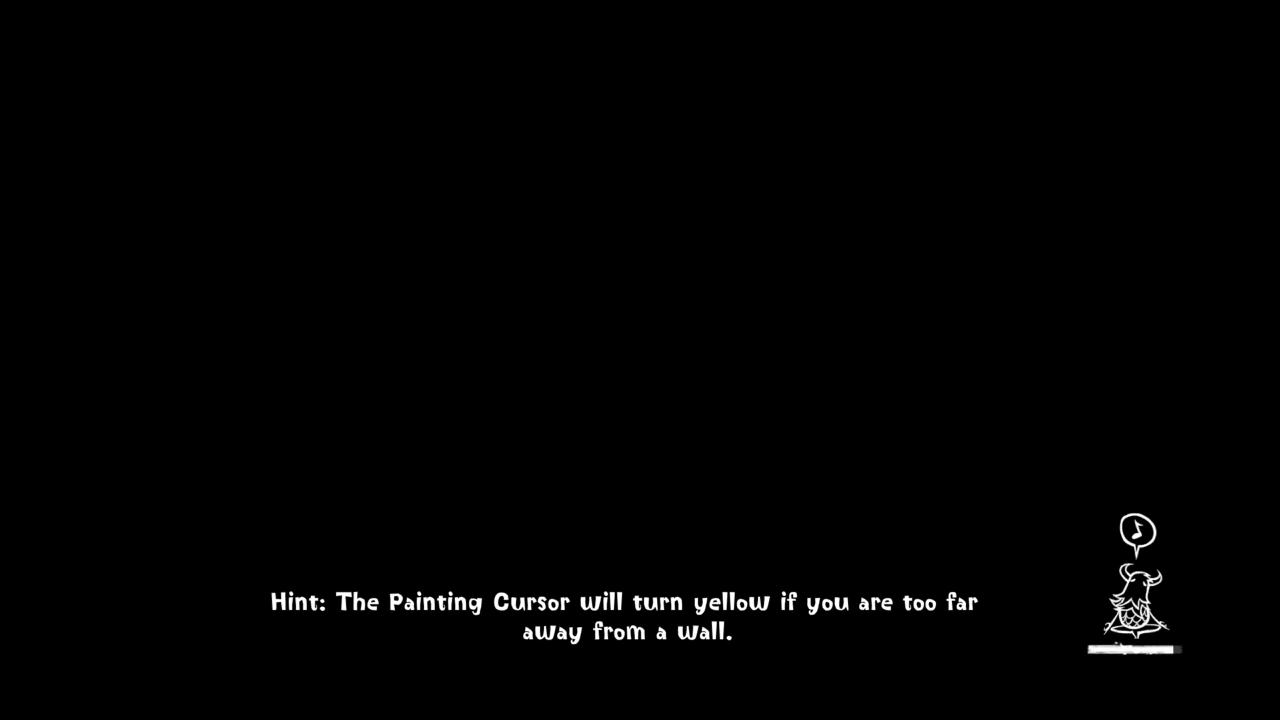 Hint: The Painting Cursor will turn yellow if you are too far
away from a wall.